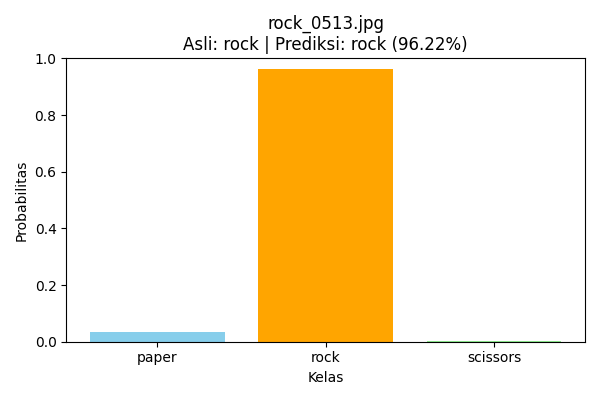 rock_0513.jpg
Asli: rock | Prediksi: rock (96.22%)
1.0
0.8
0.6
0.4
0.2
0.0
Probabilitas
paper rock scissors
Kelas